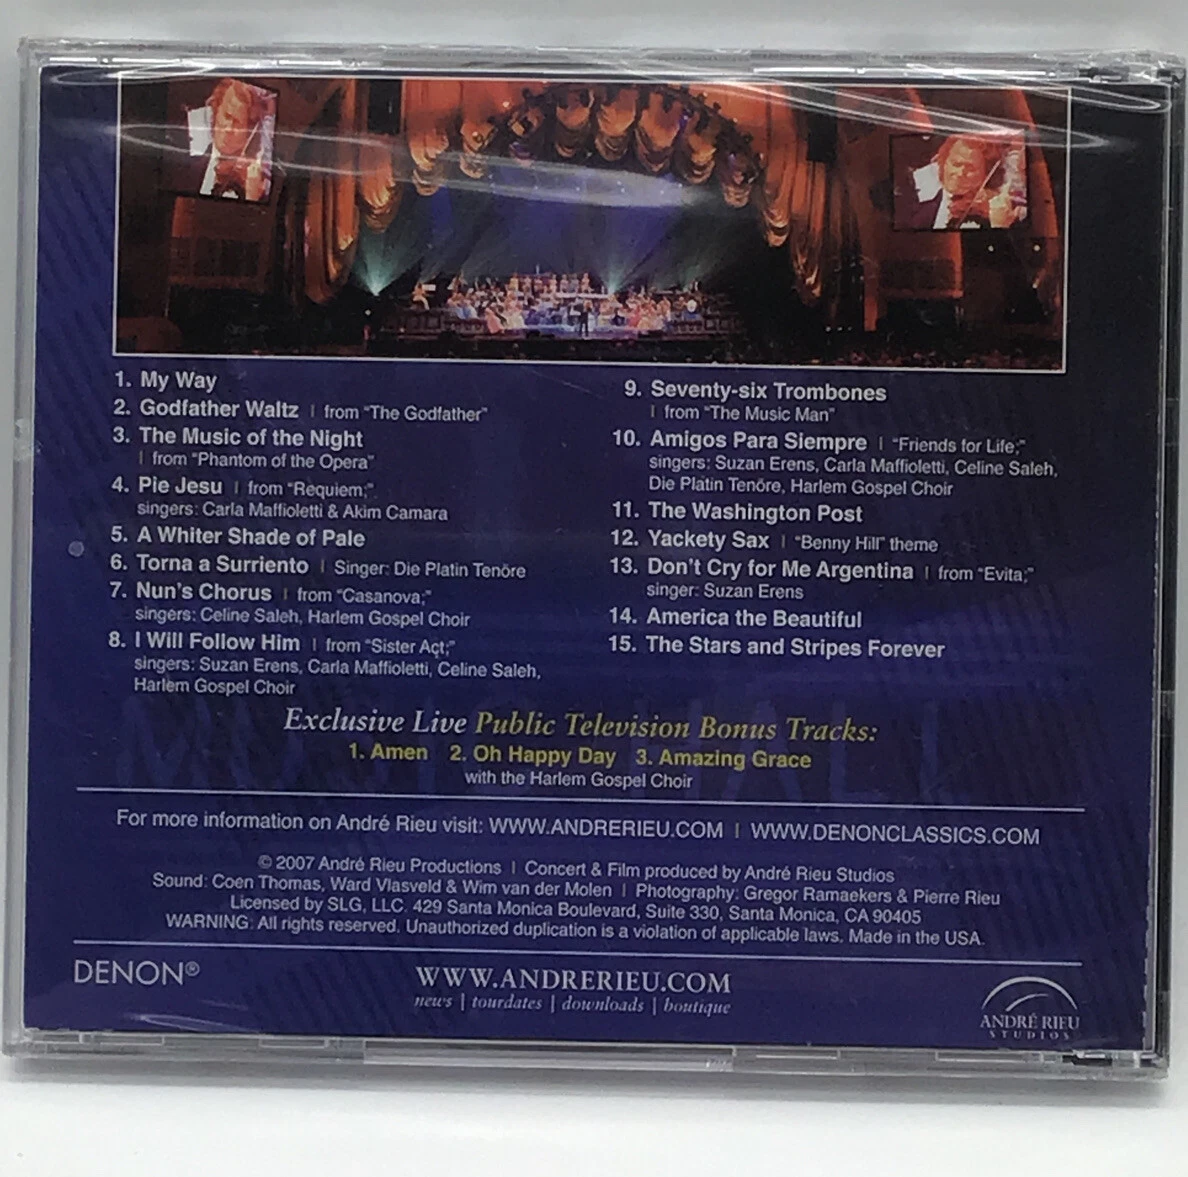 1. My Way
2. Godfather Waltz | from "The Godfather"
3. The Music of the Night
| from "Phantom of the Opera"
4. Pie Jesu | from "Requiem;"
singers: Carla Maffioletti & Akim Camara
5. A Whiter Shade of Pale
6. Torna a Surriento | Singer: Die Platin Tenöre
7. Nun's Chorus | from "Casanova;"
singers: Celine Saleh, Harlem Gospel Choir
8. I Will Follow Him | from "Sister Act;"
singers: Suzan Erens, Carla Maffioletti, Celine Saleh,
Harlem Gospel Choir
9. Seventy-six Trombones
| from "The Music Man"
10. Amigos Para Siempre | "Friends for Life;"
singers: Suzan Erens, Carla Maffioletti, Celine Saleh,
Die Platin Tenöre, Harlem Gospel Choir
11. The Washington Post
12. Yackety Sax | "Benny Hill" theme
13. Don't Cry for Me Argentina | from "Evita;"
singer: Suzan Erens
14. America the Beautiful
15. The Stars and Stripes Forever
Exclusive Live Public Television Bonus Tracks:
1. Amen 2. Oh Happy Day 3. Amazing Grace
with the Harlem Gospel Choir
For more information on André Rieu visit: WWW.ANDRERIEU.COM | WWW.DENONCLASSICS.COM
© 2007 André Rieu Productions | Concert & Film produced by André Rieu Studios
Sound: Coen Thomas, Ward Vlasveld & Wim van der Molen | Photography: Gregor Ramaekers & Pierre Rieu
Licensed by SLG, LLC. 429 Santa Monica Boulevard, Suite 330, Santa Monica, CA 90405
WARNING: All rights reserved. Unauthorized duplication is a violation of applicable laws. Made in the USA.
DENON®
WWW.ANDRERIEU.COM
news | tourdates | downloads | boutique
ANDRÉ RIEU
STUDIOS